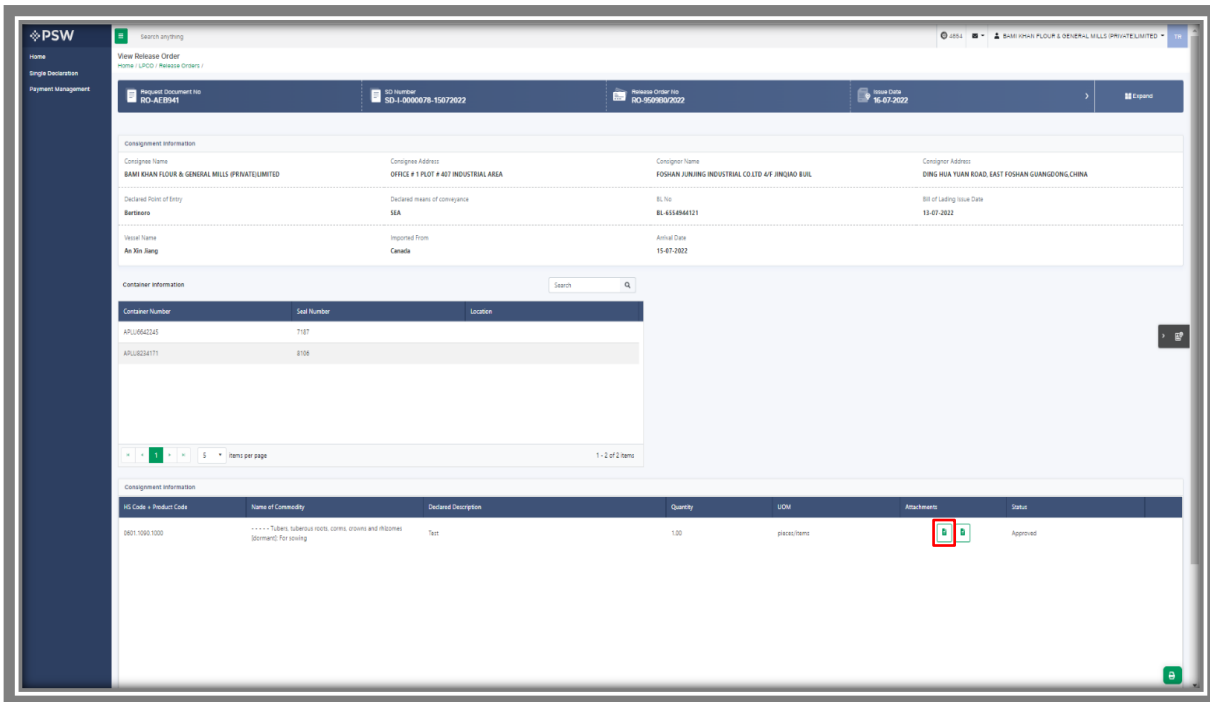 PSW
Search anything
4884
BAMI KHAN FLOUR & GENERAL MILLS (PRIVATE)LIMITED
TN
Home
Single Declaration
Payment Management
View Release Order
Home / LPCO / Release Orders /
Request Document No
RO-AEB941
SD Number
SD-I-0000078-15072022
Release Order No
RO-9509B0/2022
Issue Date
16-07-2022
Expand
Consignment Information
Consignee Name
Consignee Address
Consignor Name
Consignor Address
BAMI KHAN FLOUR & GENERAL MILLS (PRIVATE)LIMITED
OFFICE # 1 PLOT # 407 INDUSTRIAL AREA
FOSHAN JUNJING INDUSTRIAL CO.LTD 4/F JINQIAO BUIL
DING HUA YUAN ROAD, EAST FOSHAN GUANGDONG,CHINA
Declared Point of Entry
Declared means of conveyance
BL No
Bill of Lading Issue Date
Bertinoro
SEA
BL-6554944121
13-07-2022
Vessel Name
Imported From
Arrival Date
An Xin Jiang
Canada
15-07-2022
Container Information
Search
Container Number
Seal Number
Location
APLU6642245
7187
APLU8234171
8106
1
5
items per page
1 - 2 of 2 items
Consignment Information
HS Code + Product Code
Name of Commodity
Declared Description
Quantity
UOM
Attachments
Status
0601.1090.1000
- - - - - Tubers, tuberous roots, corms, crowns and rhizomes
(dormant): For sowing
Test
1.00
pieces/items
Approved